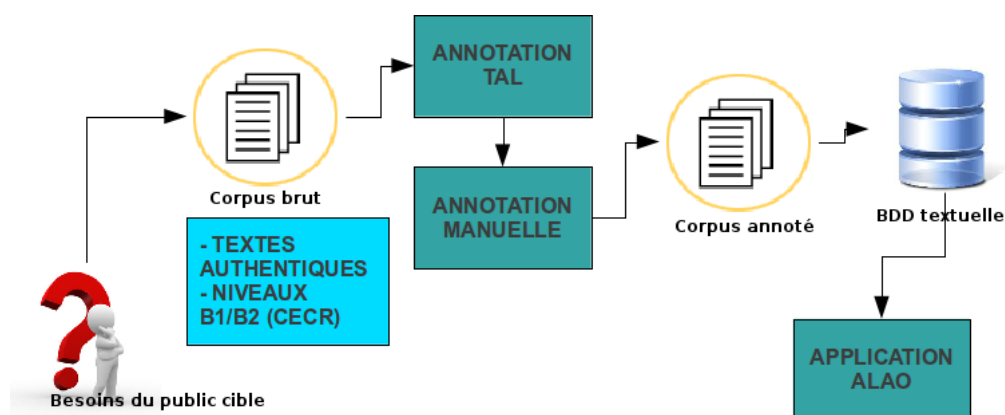 Besoins du public cible
Corpus brut
- TEXTES
AUTHENTIQUES
- NIVEAUX
B1/B2 (CECR)
ANNOTATION
TAL
ANNOTATION
MANUELLE
Corpus annoté
BDD textuelle
APPLICATION
ALAO